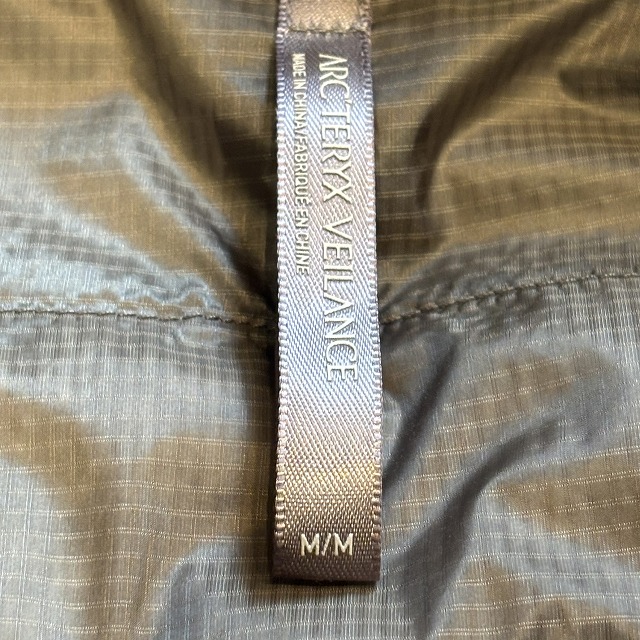 ARC'TERYX VEILANCE
MADE IN CHINA/FABRIQUÉ EN CHINE
M/M